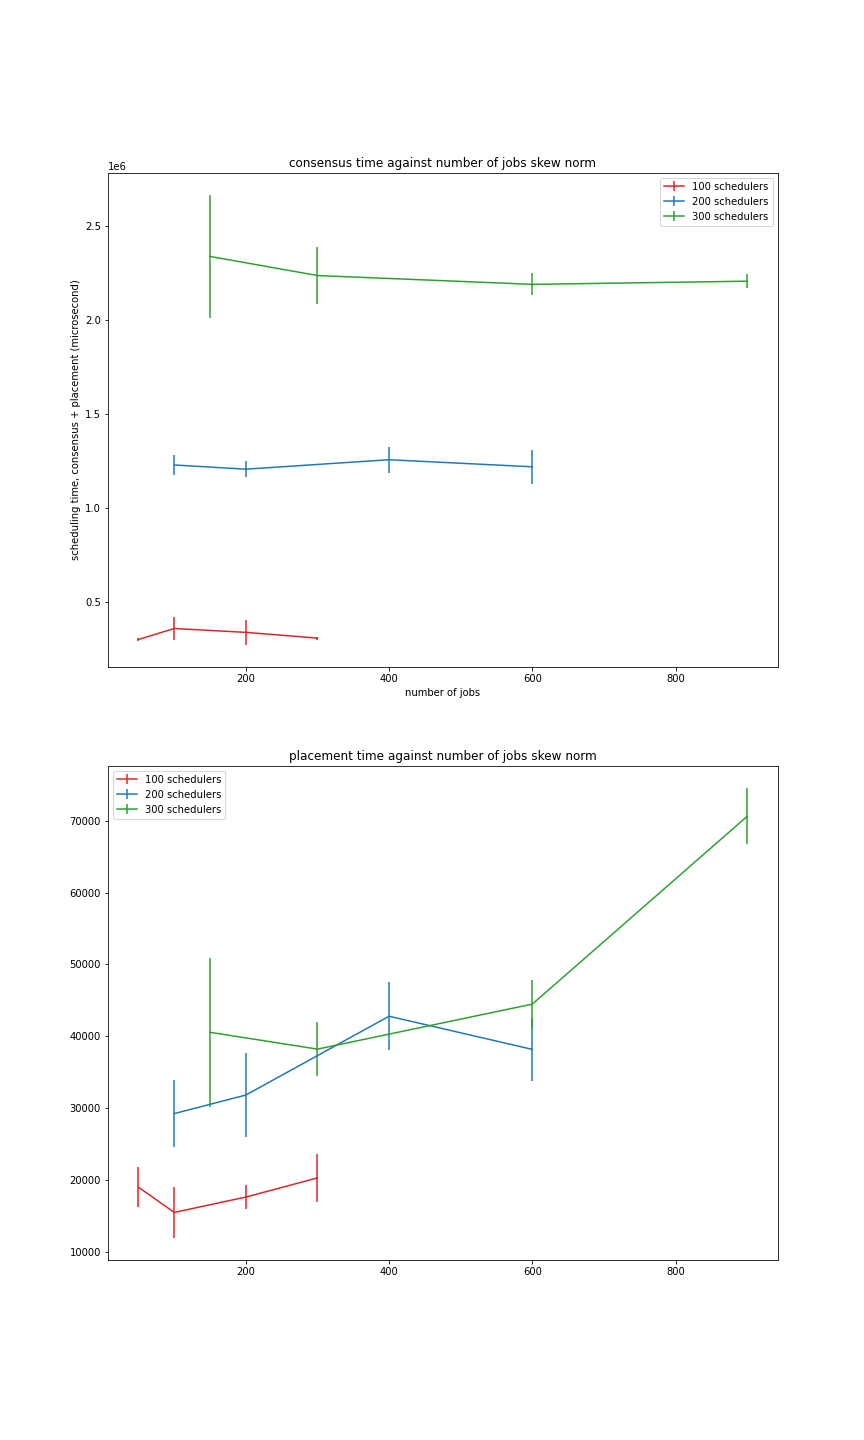 consensus time against number of jobs skew norm
1e6
100 schedulers
200 schedulers
300 schedulers
2.5
2.0
1.5
1.0
0.5
scheduling time, consensus + placement (microsecond)
200 400 600 800
number of jobs
placement time against number of jobs skew norm
100 schedulers
200 schedulers
300 schedulers
70000
60000
50000
40000
30000
20000
10000
200 400 600 800